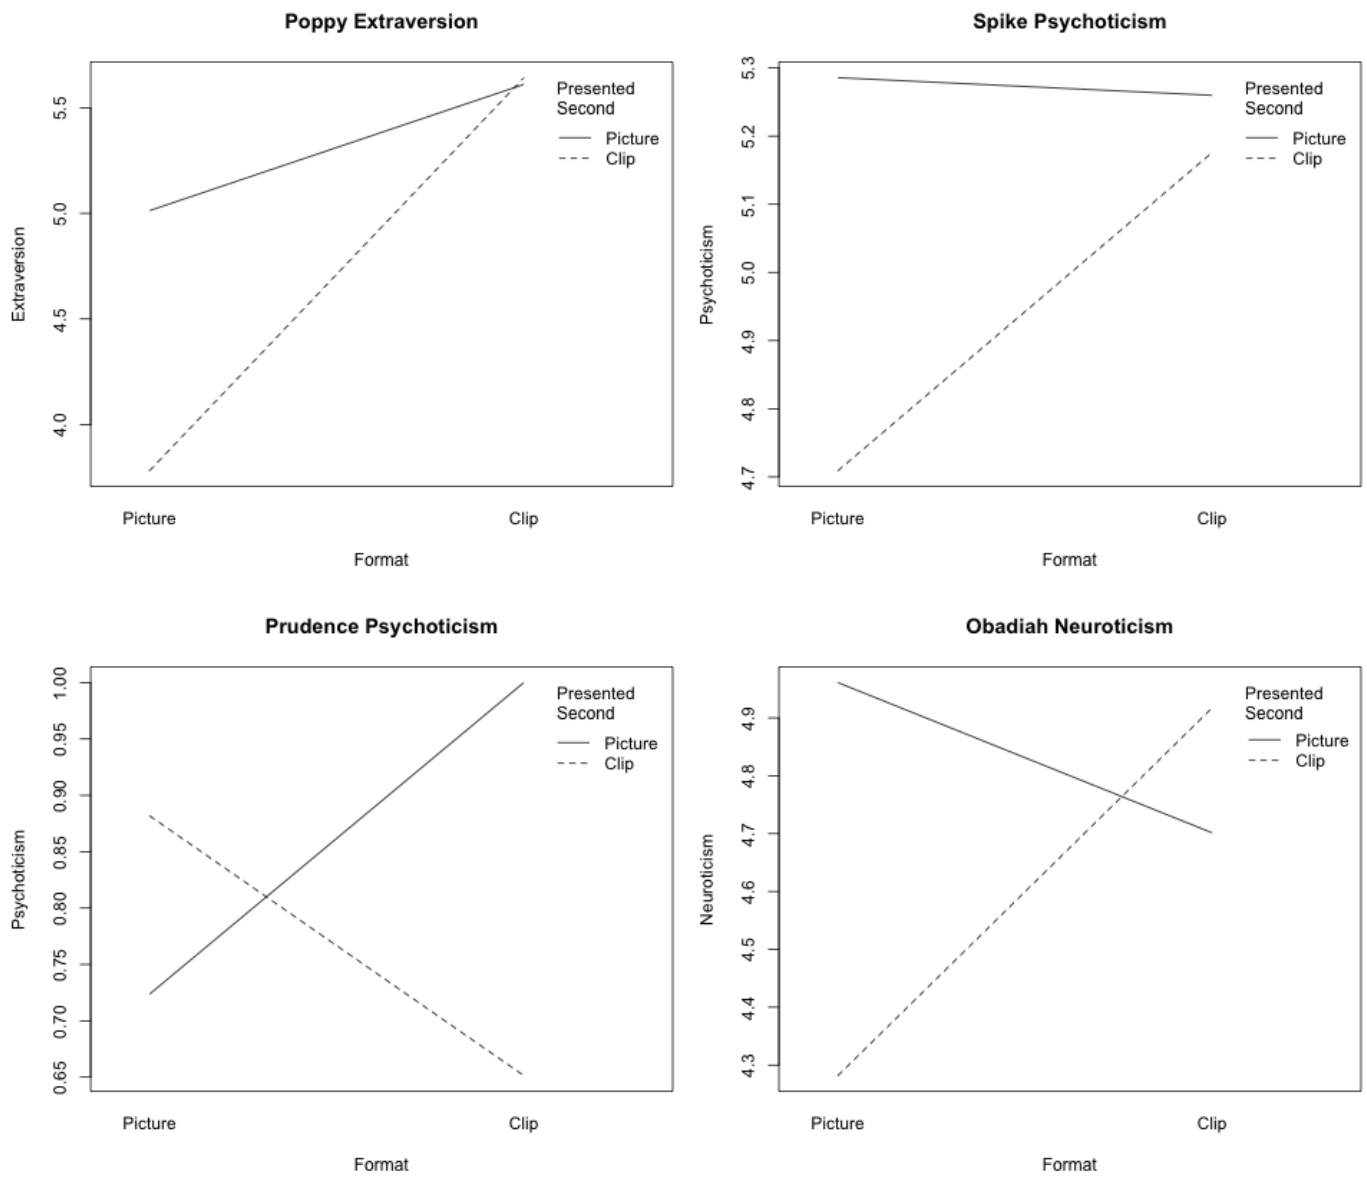 Poppy Extraversion
Extraversion
5.5
5.0
4.5
4.0
Presented
Second
Picture
Clip
Picture
Clip
Format
Spike Psychoticism
Psychoticism
5.3
5.2
5.1
5.0
4.9
4.8
4.7
Presented
Second
Picture
Clip
Picture
Clip
Format
Prudence Psychoticism
Psychoticism
1.00
0.95
0.90
0.85
0.80
0.75
0.70
0.65
Presented
Second
Picture
Clip
Picture
Clip
Format
Obadiah Neuroticism
Neuroticism
4.9
4.8
4.7
4.6
4.5
4.4
4.3
Presented
Second
Picture
Clip
Picture
Clip
Format